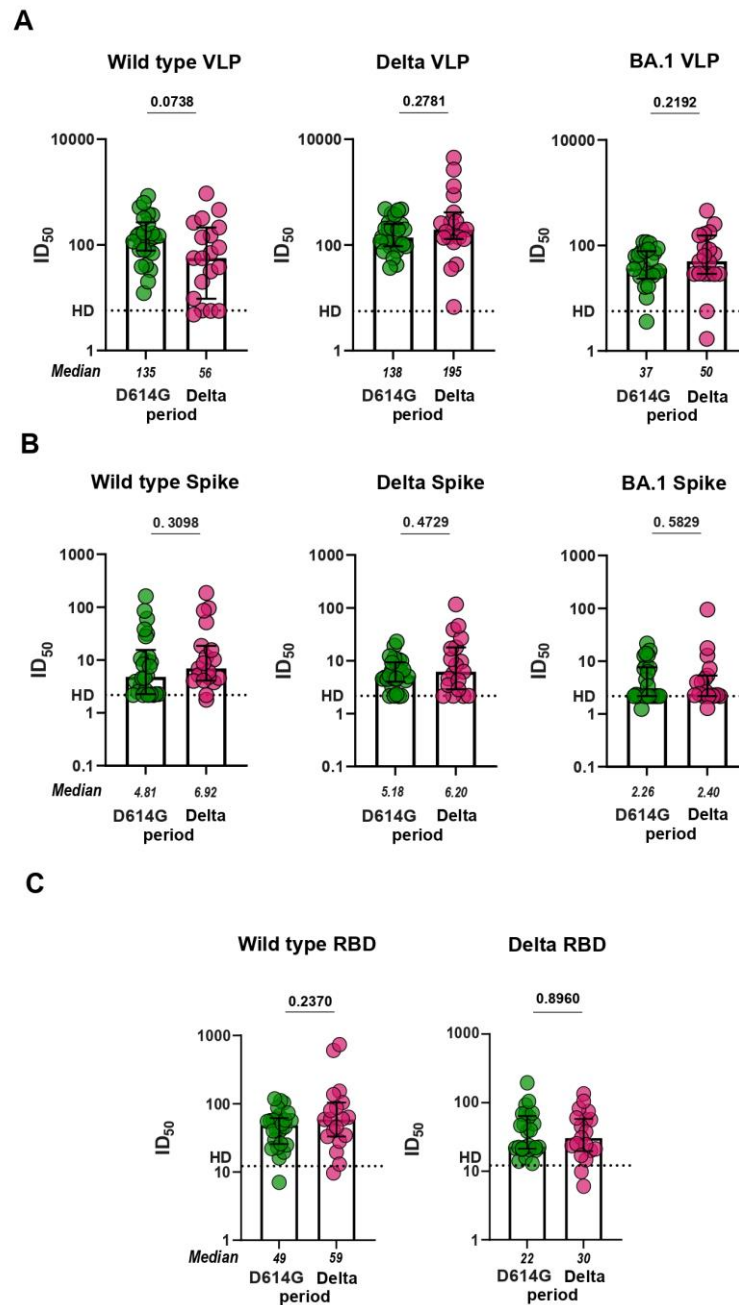 A
Wild type VLP
Delta VLP
BA.1 VLP
0.0738
0.2781
0.2192
10000
10000
10000
ID50
100
ID50
100
ID50
100
HD
HD
HD
1
1
1
Median
135
56
138
195
37
50
D614G Delta
D614G Delta
D614G Delta
period
period
period
B
Wild type Spike
Delta Spike
BA.1 Spike
0.3098
0.4729
0.5829
1000
1000
1000
100
100
100
ID50
10
ID50
10
ID50
10
HD
HD
HD
1
1
1
0.1
0.1
0.1
Median
4.81
6.92
5.18
6.20
2.26
2.40
D614G Delta
D614G Delta
D614G Delta
period
period
period
C
Wild type RBD
Delta RBD
0.2370
0.8960
1000
1000
ID50
100
ID50
100
HD
HD
10
10
1
1
Median
49
59
22
30
D614G Delta
D614G Delta
period
period